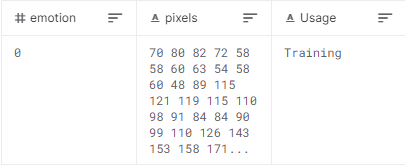 # emotion A pixels A Usage
0 70 80 82 72 58 Training
58 60 63 54 58
60 48 89 115
121 119 115 110
98 91 84 84 90
99 110 126 143
153 158 171...